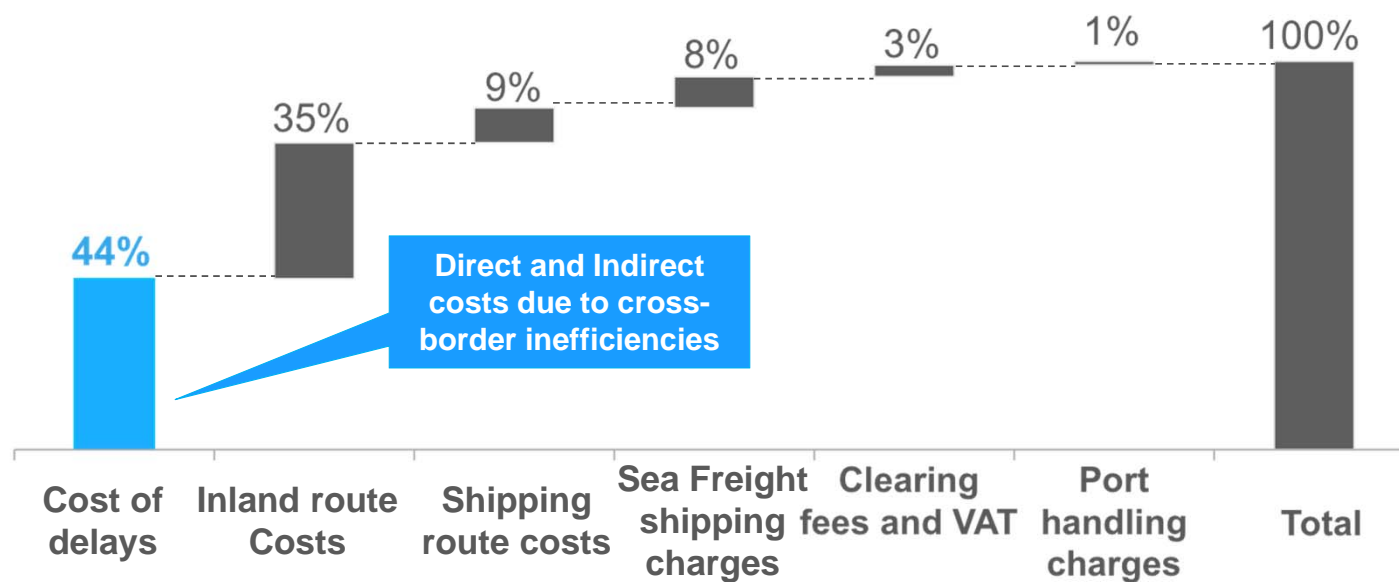 44%
35%
9%
8%
3%
1%
100%
Direct and Indirect
costs due to cross-
border inefficiencies
Cost of
delays
Inland route
Costs
Shipping
route costs
Sea Freight
shipping
charges
Clearing
fees and VAT
Port
handling
charges
Total